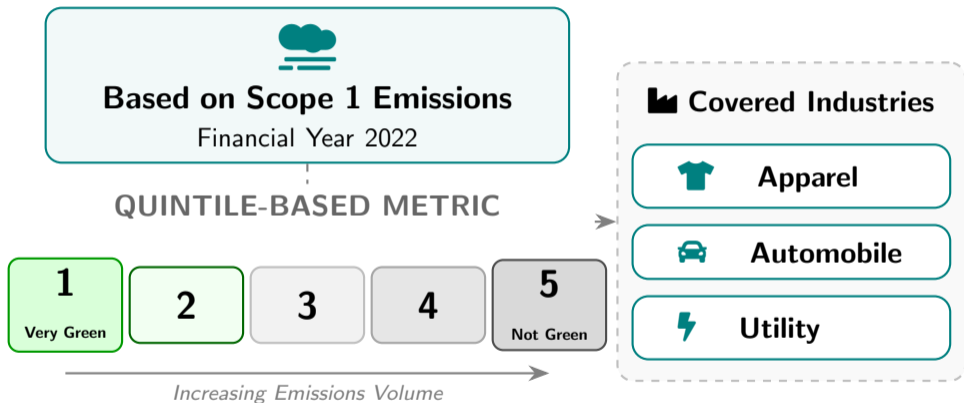 Based on Scope 1 Emissions
Financial Year 2022
QUINTILE-BASED METRIC
1
Very Green
2
3
4
5
Not Green
Increasing Emissions Volume
Covered Industries
Apparel
Automobile
Utility